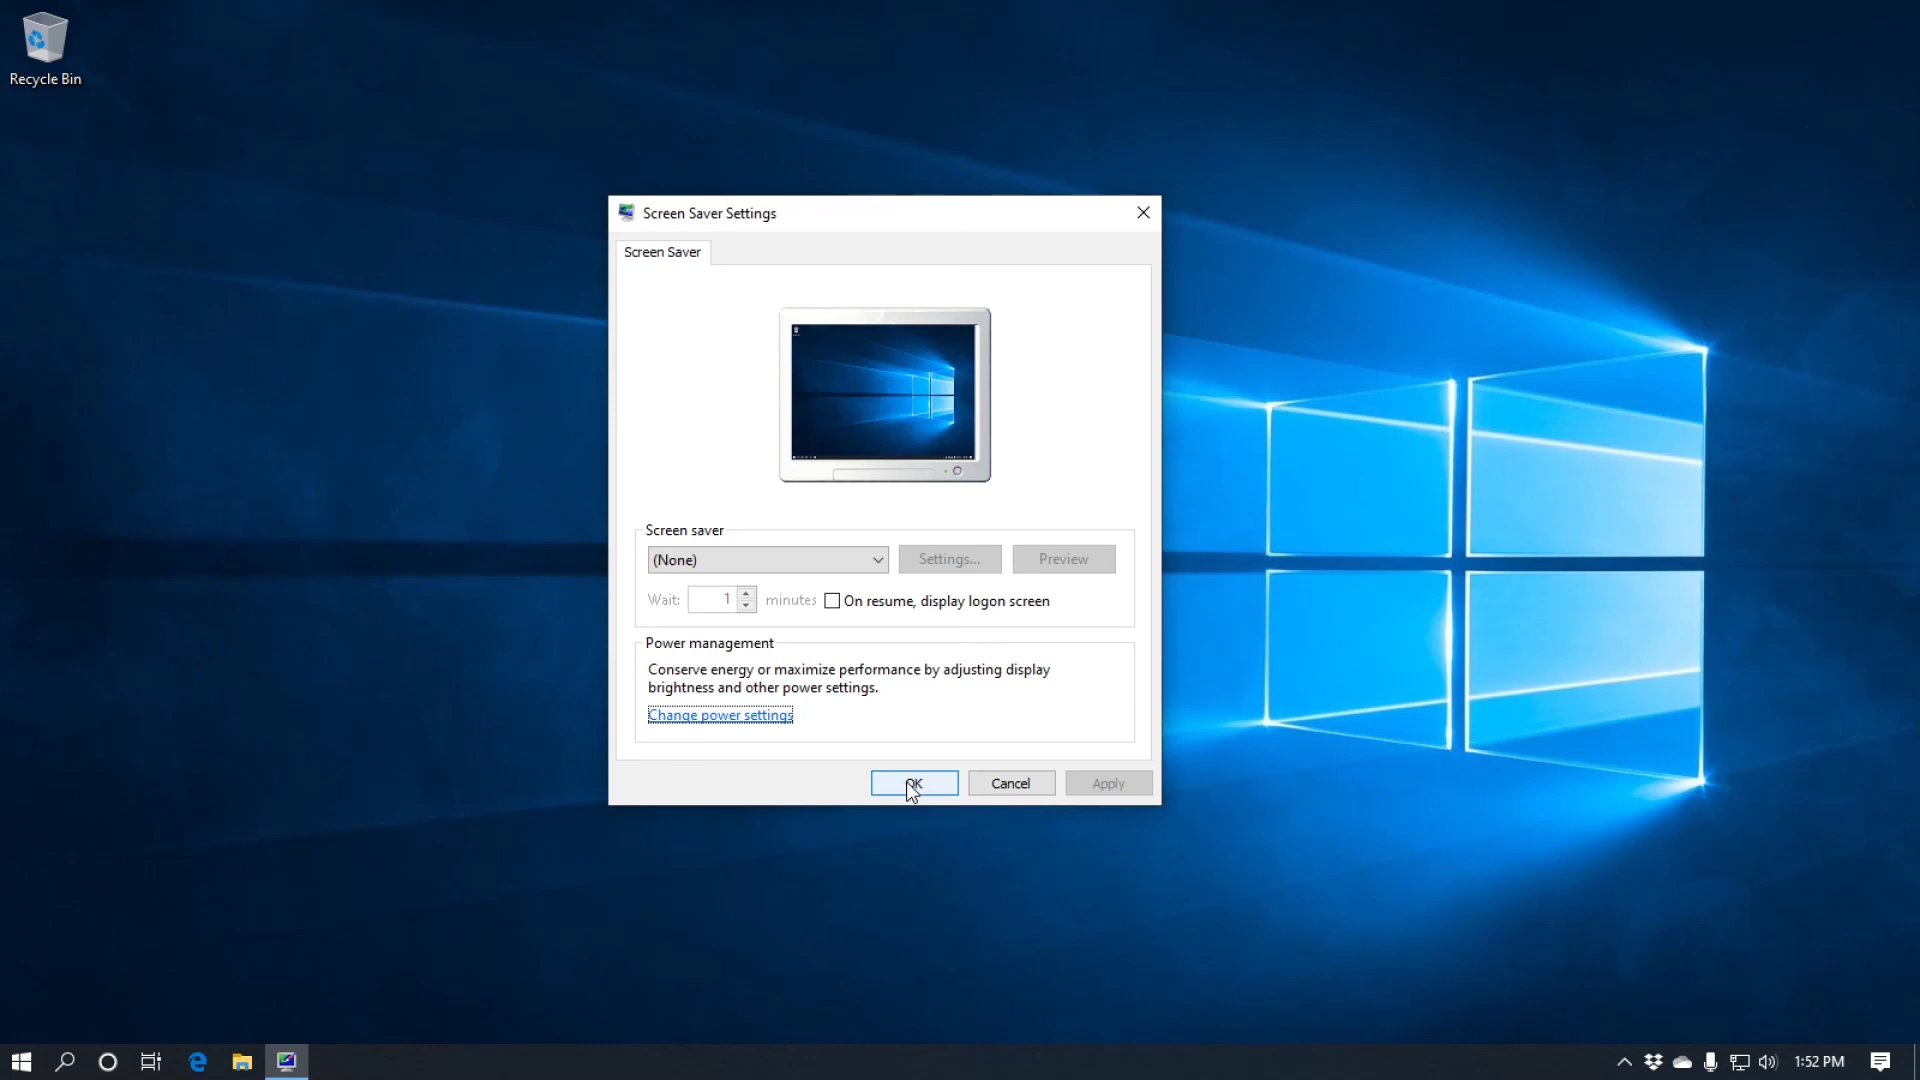 Recycle Bin
Screen Saver Settings
Screen Saver
Screen saver
(None)
Settings...
Preview
Wait:
1
minutes
On resume, display logon screen
Power management
Conserve energy or maximize performance by adjusting display
brightness and other power settings.
Change power settings
OK
Cancel
Apply
1:52 PM